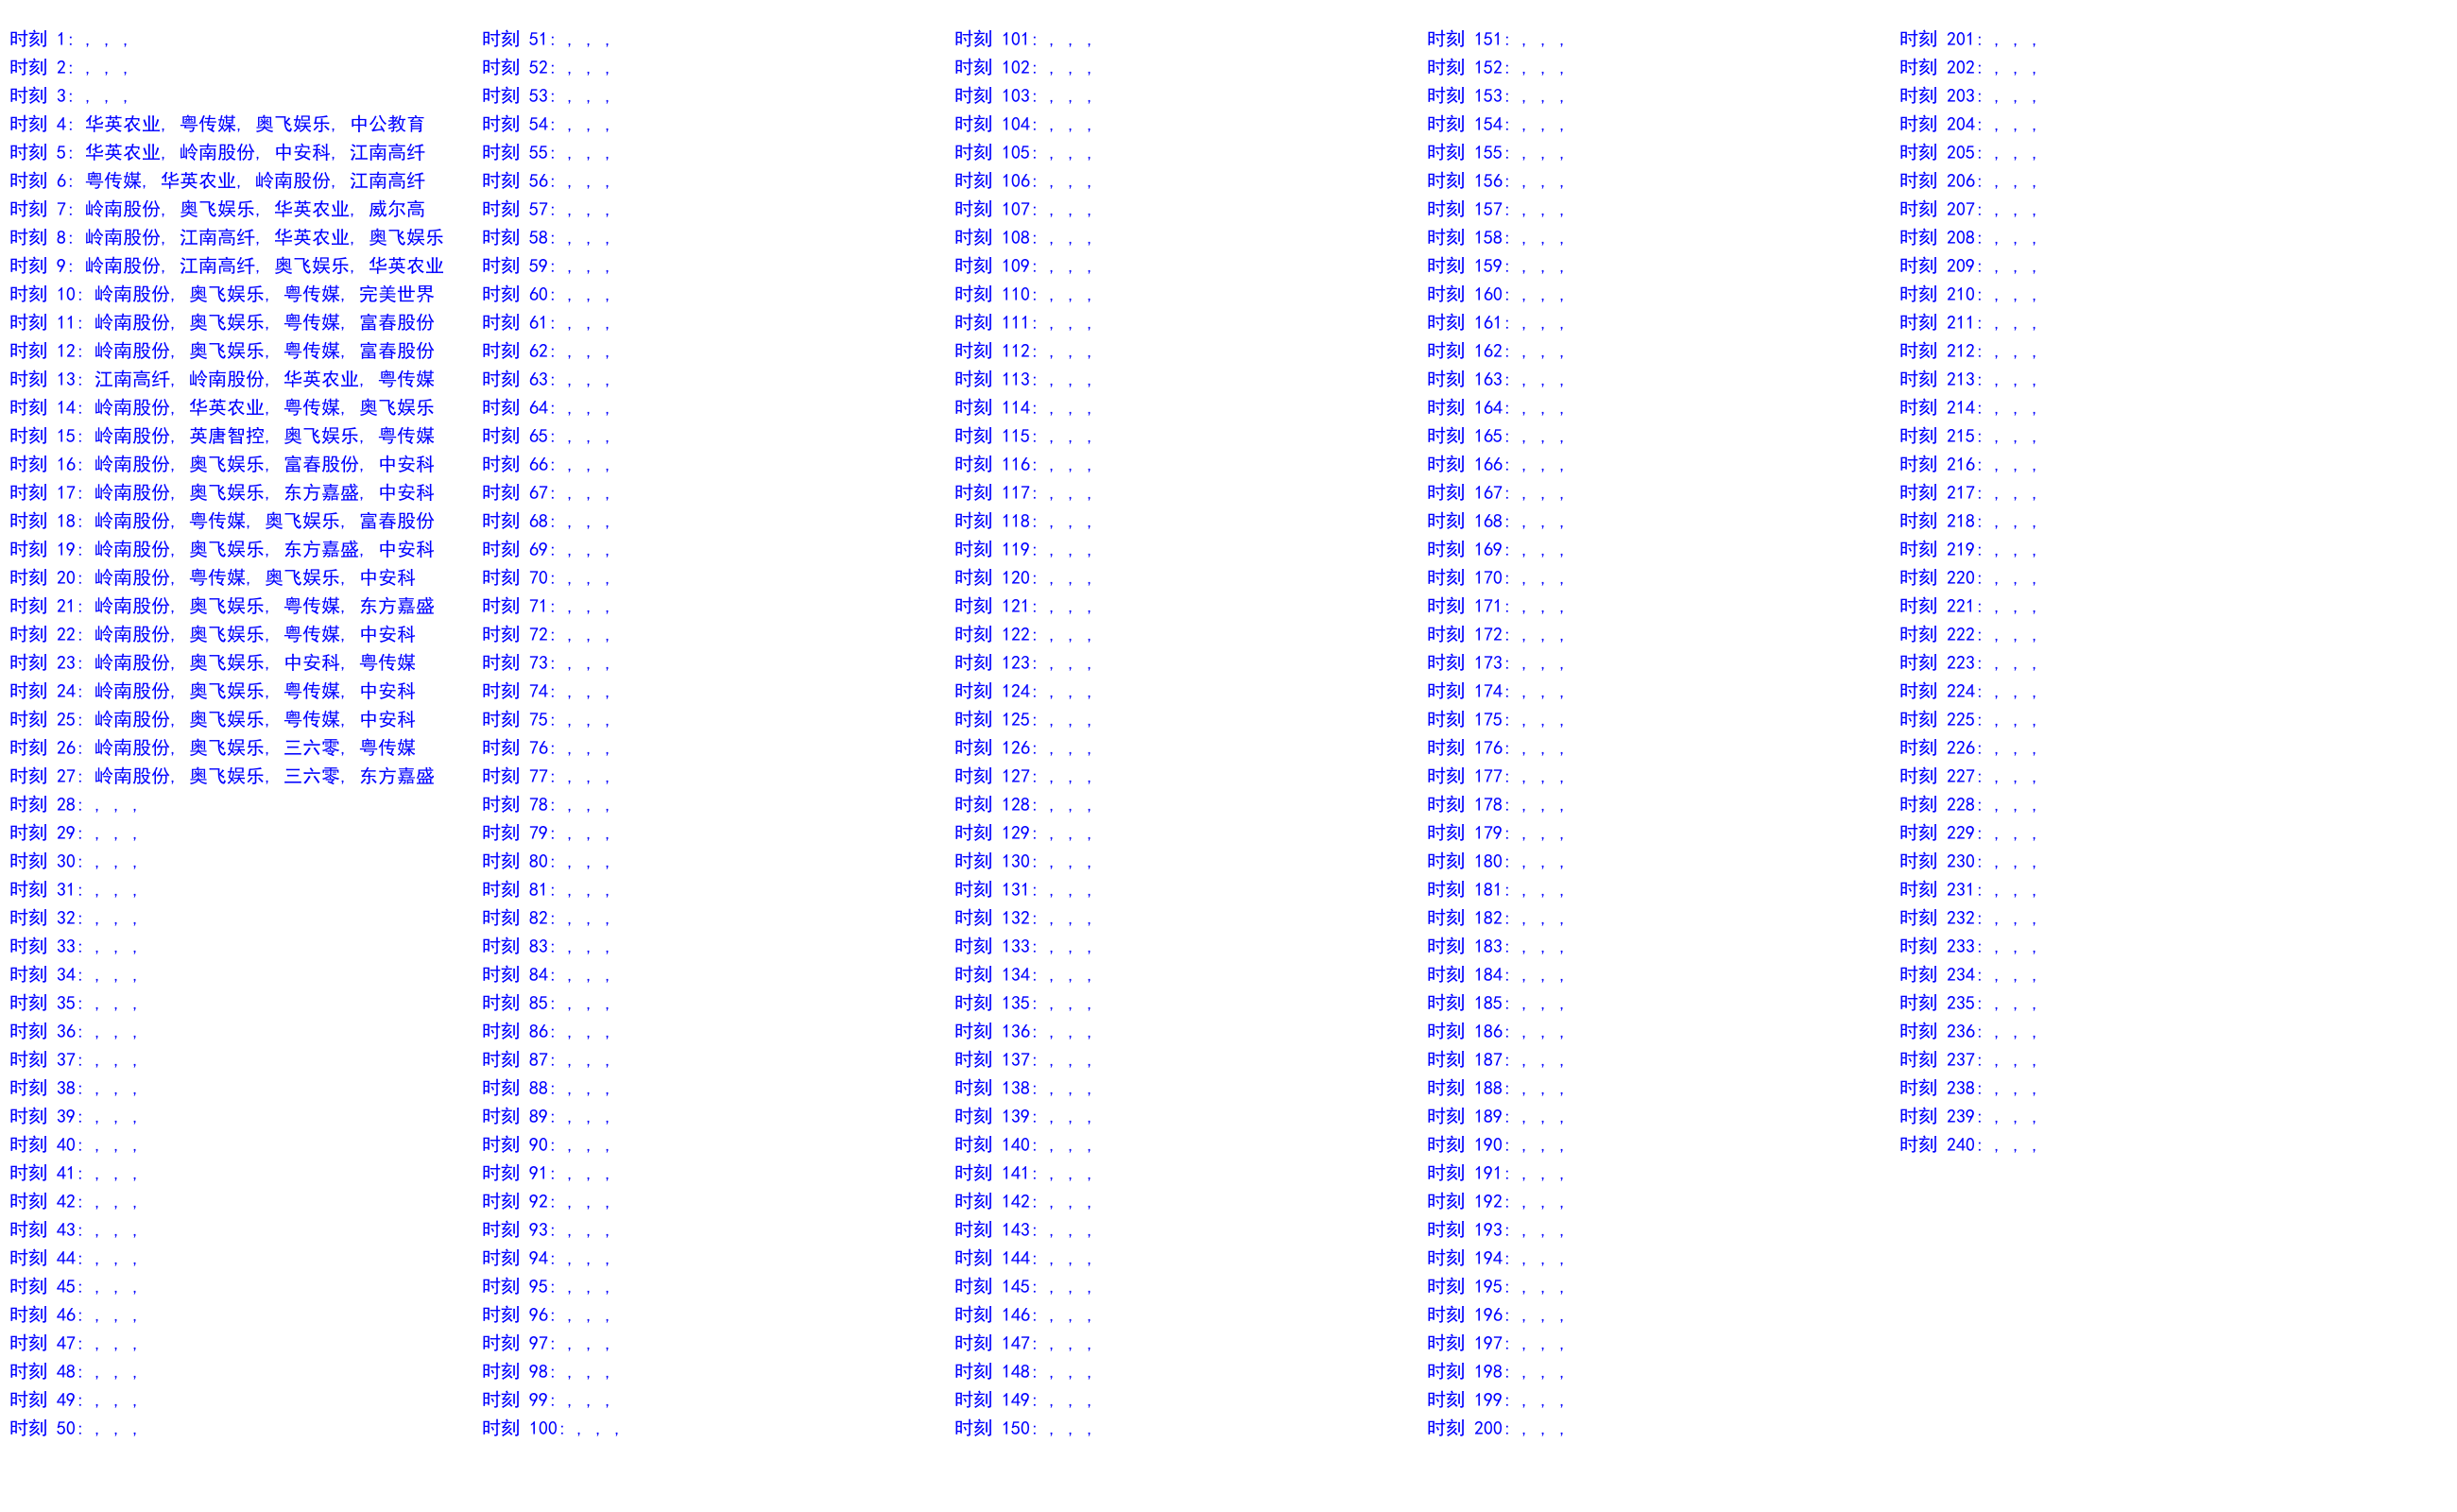 时刻 1: , , ,
时刻 2: , , ,
时刻 3: , , ,
时刻 4: 华英农业, 粤传媒, 奥飞娱乐, 中公教育
时刻 5: 华英农业, 岭南股份, 中安科, 江南高纤
时刻 6: 粤传媒, 华英农业, 岭南股份, 江南高纤
时刻 7: 岭南股份, 奥飞娱乐, 华英农业, 威尔高
时刻 8: 岭南股份, 江南高纤, 华英农业, 奥飞娱乐
时刻 9: 岭南股份, 江南高纤, 奥飞娱乐, 华英农业
时刻 10: 岭南股份, 奥飞娱乐, 粤传媒, 完美世界
时刻 11: 岭南股份, 奥飞娱乐, 粤传媒, 富春股份
时刻 12: 岭南股份, 奥飞娱乐, 粤传媒, 富春股份
时刻 13: 江南高纤, 岭南股份, 华英农业, 粤传媒
时刻 14: 岭南股份, 华英农业, 粤传媒, 奥飞娱乐
时刻 15: 岭南股份, 英唐智控, 奥飞娱乐, 粤传媒
时刻 16: 岭南股份, 奥飞娱乐, 富春股份, 中安科
时刻 17: 岭南股份, 奥飞娱乐, 东方嘉盛, 中安科
时刻 18: 岭南股份, 粤传媒, 奥飞娱乐, 富春股份
时刻 19: 岭南股份, 奥飞娱乐, 东方嘉盛, 中安科
时刻 20: 岭南股份, 粤传媒, 奥飞娱乐, 中安科
时刻 21: 岭南股份, 奥飞娱乐, 粤传媒, 东方嘉盛
时刻 22: 岭南股份, 奥飞娱乐, 粤传媒, 中安科
时刻 23: 岭南股份, 奥飞娱乐, 中安科, 粤传媒
时刻 24: 岭南股份, 奥飞娱乐, 粤传媒, 中安科
时刻 25: 岭南股份, 奥飞娱乐, 粤传媒, 中安科
时刻 26: 岭南股份, 奥飞娱乐, 三六零, 粤传媒
时刻 27: 岭南股份, 奥飞娱乐, 三六零, 东方嘉盛
时刻 28: , , ,
时刻 29: , , ,
时刻 30: , , ,
时刻 31: , , ,
时刻 32: , , ,
时刻 33: , , ,
时刻 34: , , ,
时刻 35: , , ,
时刻 36: , , ,
时刻 37: , , ,
时刻 38: , , ,
时刻 39: , , ,
时刻 40: , , ,
时刻 41: , , ,
时刻 42: , , ,
时刻 43: , , ,
时刻 44: , , ,
时刻 45: , , ,
时刻 46: , , ,
时刻 47: , , ,
时刻 48: , , ,
时刻 49: , , ,
时刻 50: , , ,
时刻 51: , , ,
时刻 52: , , ,
时刻 53: , , ,
时刻 54: , , ,
时刻 55: , , ,
时刻 56: , , ,
时刻 57: , , ,
时刻 58: , , ,
时刻 59: , , ,
时刻 60: , , ,
时刻 61: , , ,
时刻 62: , , ,
时刻 63: , , ,
时刻 64: , , ,
时刻 65: , , ,
时刻 66: , , ,
时刻 67: , , ,
时刻 68: , , ,
时刻 69: , , ,
时刻 70: , , ,
时刻 71: , , ,
时刻 72: , , ,
时刻 73: , , ,
时刻 74: , , ,
时刻 75: , , ,
时刻 76: , , ,
时刻 77: , , ,
时刻 78: , , ,
时刻 79: , , ,
时刻 80: , , ,
时刻 81: , , ,
时刻 82: , , ,
时刻 83: , , ,
时刻 84: , , ,
时刻 85: , , ,
时刻 86: , , ,
时刻 87: , , ,
时刻 88: , , ,
时刻 89: , , ,
时刻 90: , , ,
时刻 91: , , ,
时刻 92: , , ,
时刻 93: , , ,
时刻 94: , , ,
时刻 95: , , ,
时刻 96: , , ,
时刻 97: , , ,
时刻 98: , , ,
时刻 99: , , ,
时刻 100: , , ,
时刻 101: , , ,
时刻 102: , , ,
时刻 103: , , ,
时刻 104: , , ,
时刻 105: , , ,
时刻 106: , , ,
时刻 107: , , ,
时刻 108: , , ,
时刻 109: , , ,
时刻 110: , , ,
时刻 111: , , ,
时刻 112: , , ,
时刻 113: , , ,
时刻 114: , , ,
时刻 115: , , ,
时刻 116: , , ,
时刻 117: , , ,
时刻 118: , , ,
时刻 119: , , ,
时刻 120: , , ,
时刻 121: , , ,
时刻 122: , , ,
时刻 123: , , ,
时刻 124: , , ,
时刻 125: , , ,
时刻 126: , , ,
时刻 127: , , ,
时刻 128: , , ,
时刻 129: , , ,
时刻 130: , , ,
时刻 131: , , ,
时刻 132: , , ,
时刻 133: , , ,
时刻 134: , , ,
时刻 135: , , ,
时刻 136: , , ,
时刻 137: , , ,
时刻 138: , , ,
时刻 139: , , ,
时刻 140: , , ,
时刻 141: , , ,
时刻 142: , , ,
时刻 143: , , ,
时刻 144: , , ,
时刻 145: , , ,
时刻 146: , , ,
时刻 147: , , ,
时刻 148: , , ,
时刻 149: , , ,
时刻 150: , , ,
时刻 151: , , ,
时刻 152: , , ,
时刻 153: , , ,
时刻 154: , , ,
时刻 155: , , ,
时刻 156: , , ,
时刻 157: , , ,
时刻 158: , , ,
时刻 159: , , ,
时刻 160: , , ,
时刻 161: , , ,
时刻 162: , , ,
时刻 163: , , ,
时刻 164: , , ,
时刻 165: , , ,
时刻 166: , , ,
时刻 167: , , ,
时刻 168: , , ,
时刻 169: , , ,
时刻 170: , , ,
时刻 171: , , ,
时刻 172: , , ,
时刻 173: , , ,
时刻 174: , , ,
时刻 175: , , ,
时刻 176: , , ,
时刻 177: , , ,
时刻 178: , , ,
时刻 179: , , ,
时刻 180: , , ,
时刻 181: , , ,
时刻 182: , , ,
时刻 183: , , ,
时刻 184: , , ,
时刻 185: , , ,
时刻 186: , , ,
时刻 187: , , ,
时刻 188: , , ,
时刻 189: , , ,
时刻 190: , , ,
时刻 191: , , ,
时刻 192: , , ,
时刻 193: , , ,
时刻 194: , , ,
时刻 195: , , ,
时刻 196: , , ,
时刻 197: , , ,
时刻 198: , , ,
时刻 199: , , ,
时刻 200: , , ,
时刻 201: , , ,
时刻 202: , , ,
时刻 203: , , ,
时刻 204: , , ,
时刻 205: , , ,
时刻 206: , , ,
时刻 207: , , ,
时刻 208: , , ,
时刻 209: , , ,
时刻 210: , , ,
时刻 211: , , ,
时刻 212: , , ,
时刻 213: , , ,
时刻 214: , , ,
时刻 215: , , ,
时刻 216: , , ,
时刻 217: , , ,
时刻 218: , , ,
时刻 219: , , ,
时刻 220: , , ,
时刻 221: , , ,
时刻 222: , , ,
时刻 223: , , ,
时刻 224: , , ,
时刻 225: , , ,
时刻 226: , , ,
时刻 227: , , ,
时刻 228: , , ,
时刻 229: , , ,
时刻 230: , , ,
时刻 231: , , ,
时刻 232: , , ,
时刻 233: , , ,
时刻 234: , , ,
时刻 235: , , ,
时刻 236: , , ,
时刻 237: , , ,
时刻 238: , , ,
时刻 239: , , ,
时刻 240: , , ,